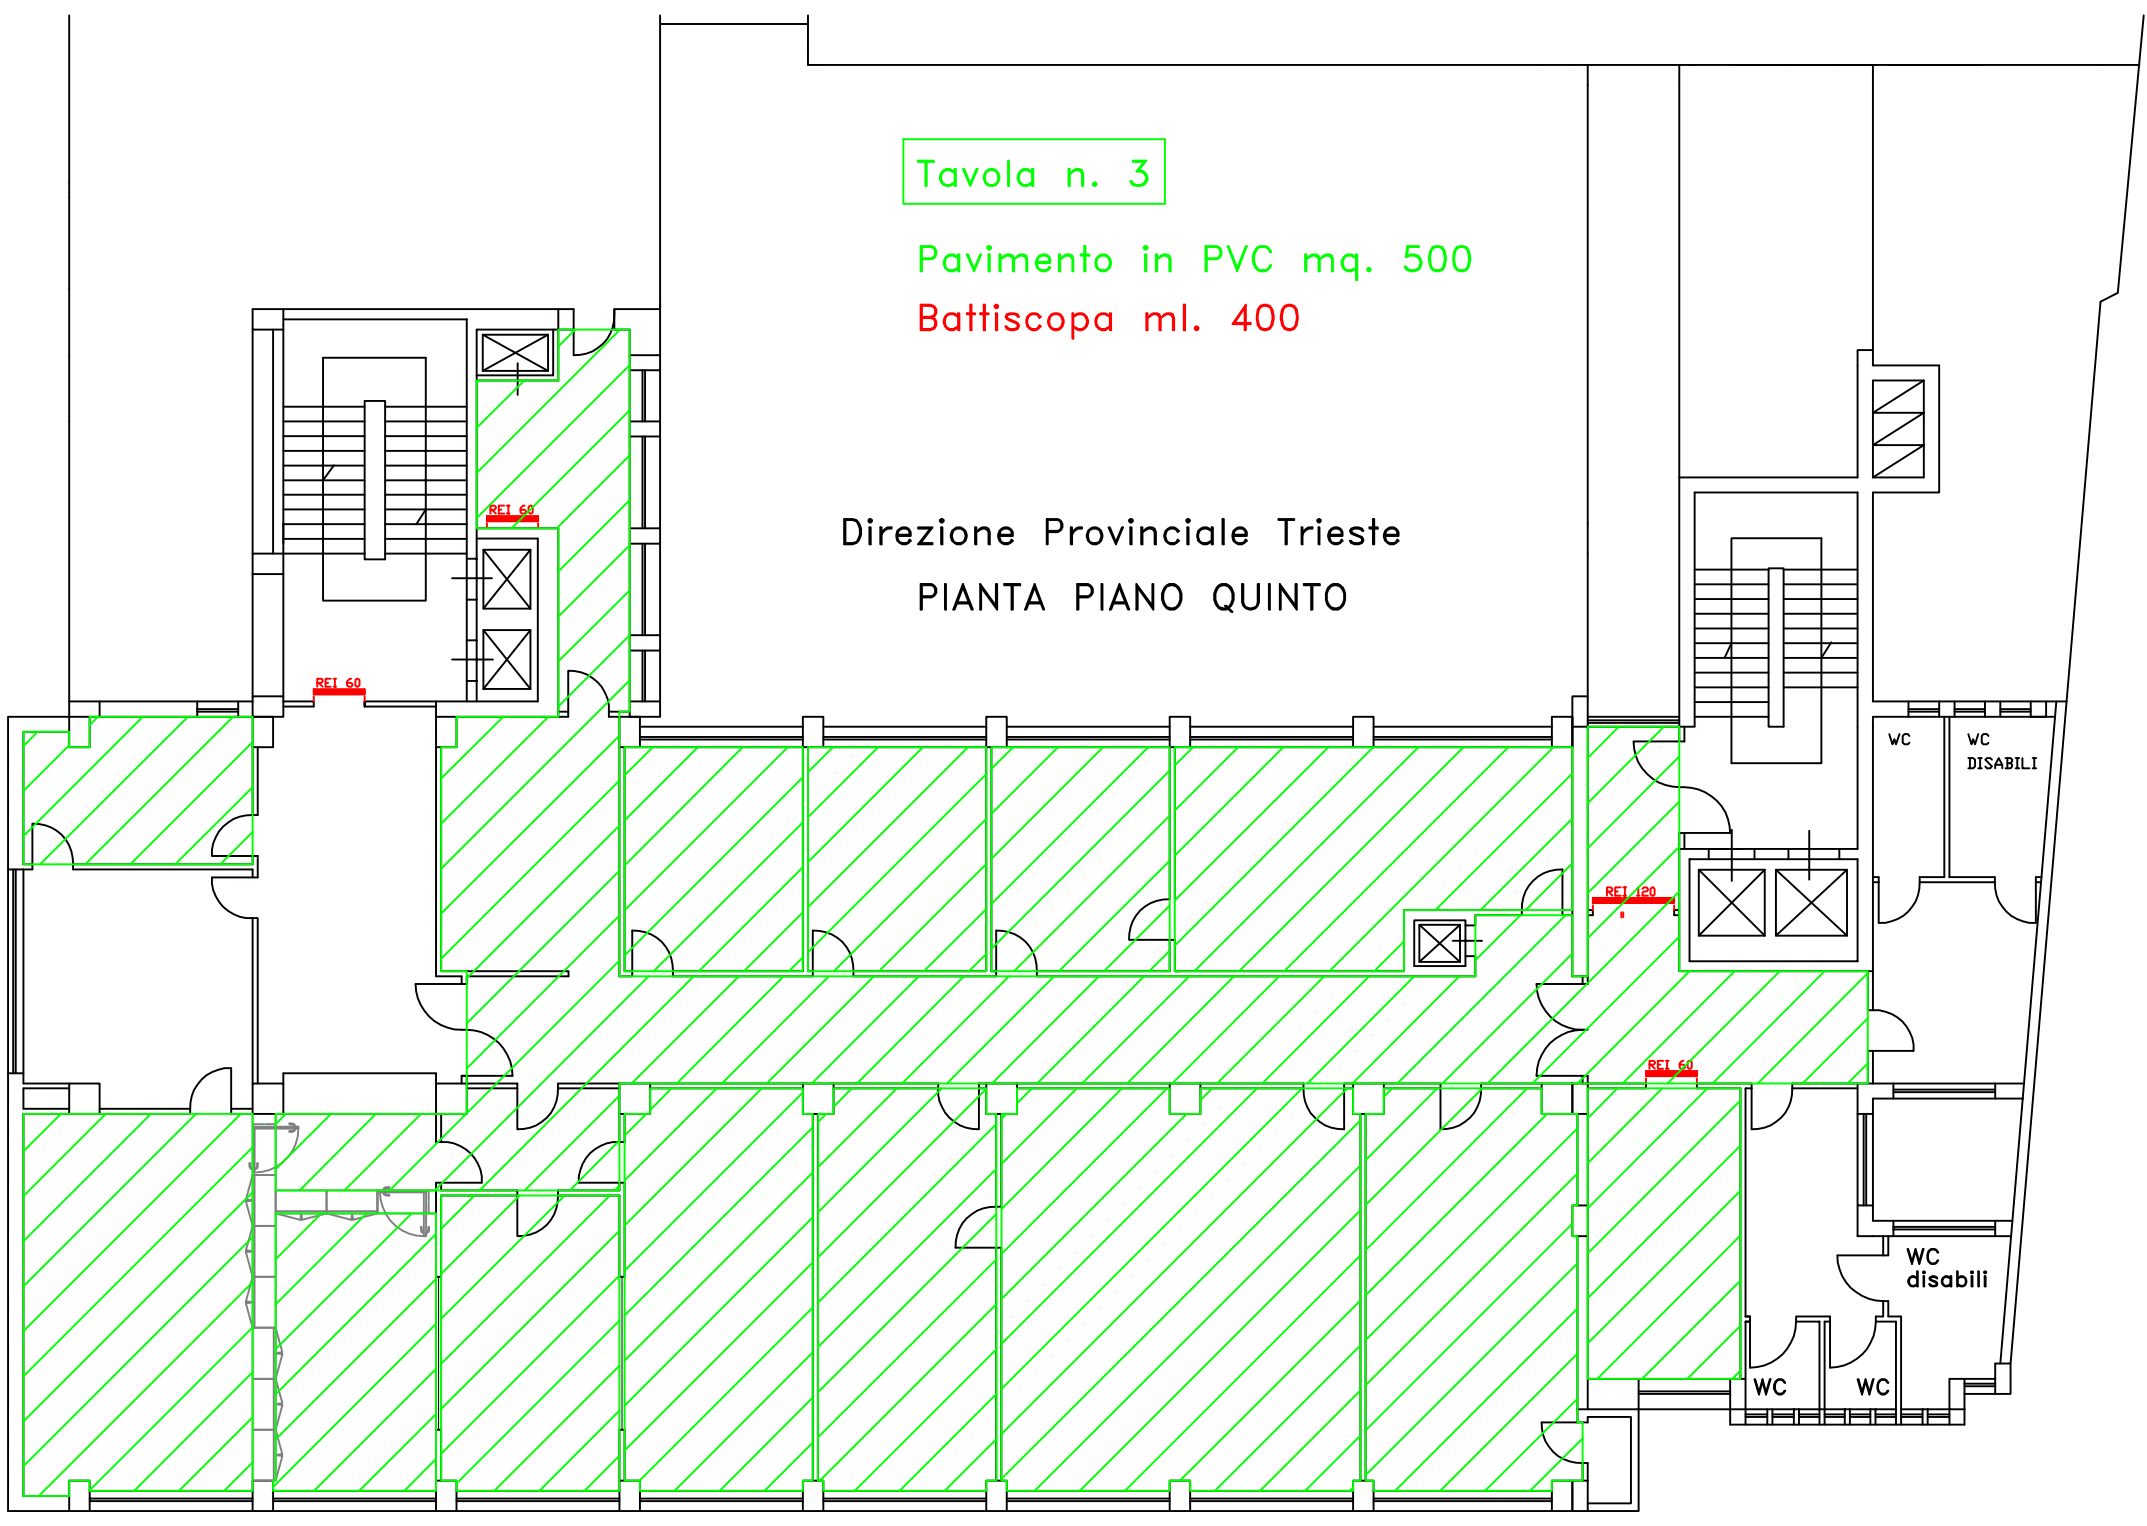 Tavola n. 3
Pavimento in PVC mq. 500
Battiscopa ml. 400
REI 60
Direzione Provinciale Trieste
PIANTA PIANO QUINTO
REI 60
WC
WC
DISABILI
REI 120
REI 60
WC
disabili
WC
WC